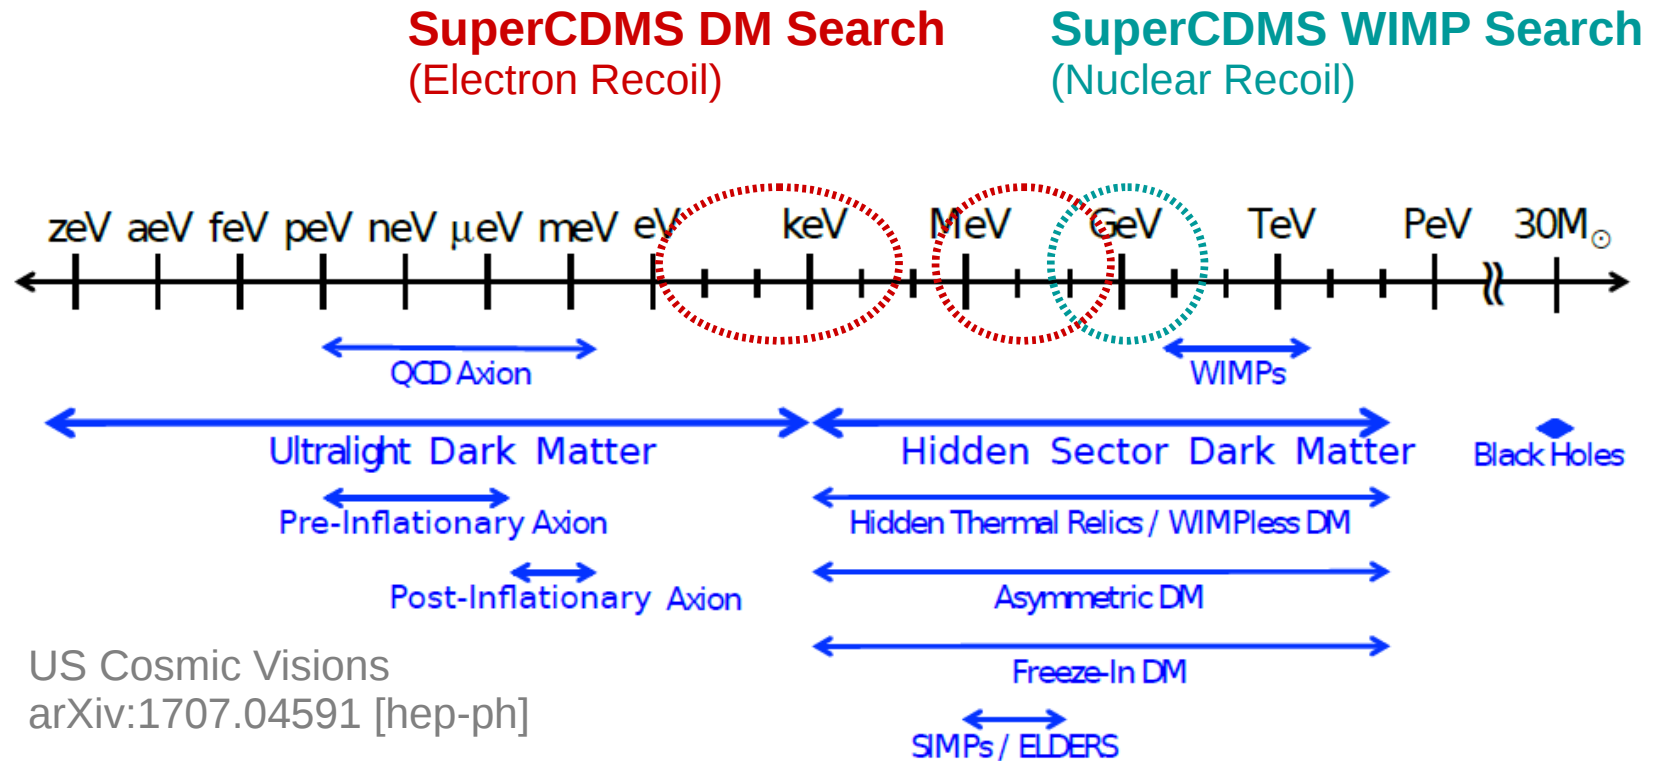 SuperCDMS DM Search
(Electron Recoil)
SuperCDMS WIMP Search
(Nuclear Recoil)
zeV aeV feV peV neV μeV meV eV keV MeV GeV TeV PeV 30M☉
QCD Axion
WIMPs
Ultralight Dark Matter
Hidden Sector Dark Matter
Black Holes
Pre-Inflationary Axion
Hidden Thermal Relics / WIMPless DM
Post-Inflationary Axion
Asymmetric DM
Freeze-In DM
SIMPs / ELDERS
US Cosmic Visions
arXiv:1707.04591 [hep-ph]